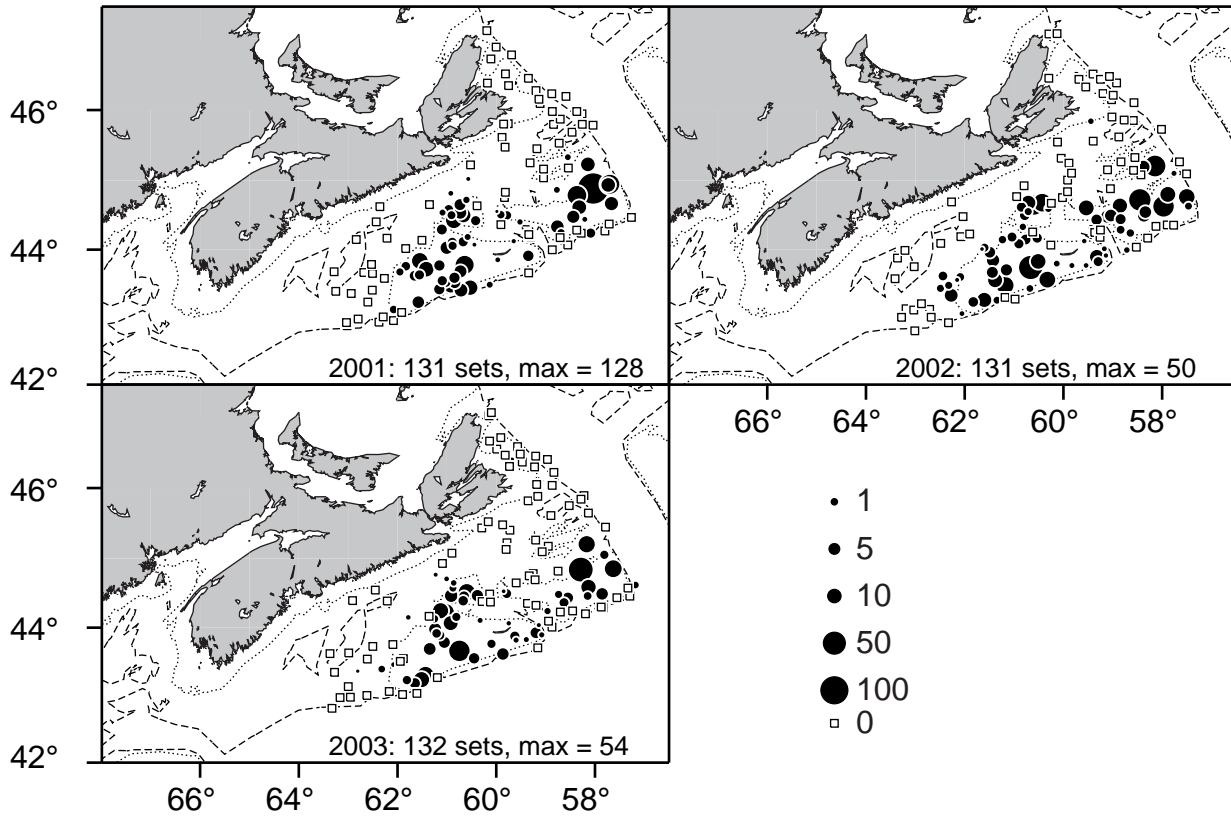 46°
44°
42°
2001: 131 sets, max = 128
2002: 131 sets, max = 50
66° 64° 62° 60° 58°
46°
44°
42°
2003: 132 sets, max = 54
66° 64° 62° 60° 58°
1
5
10
50
100
0